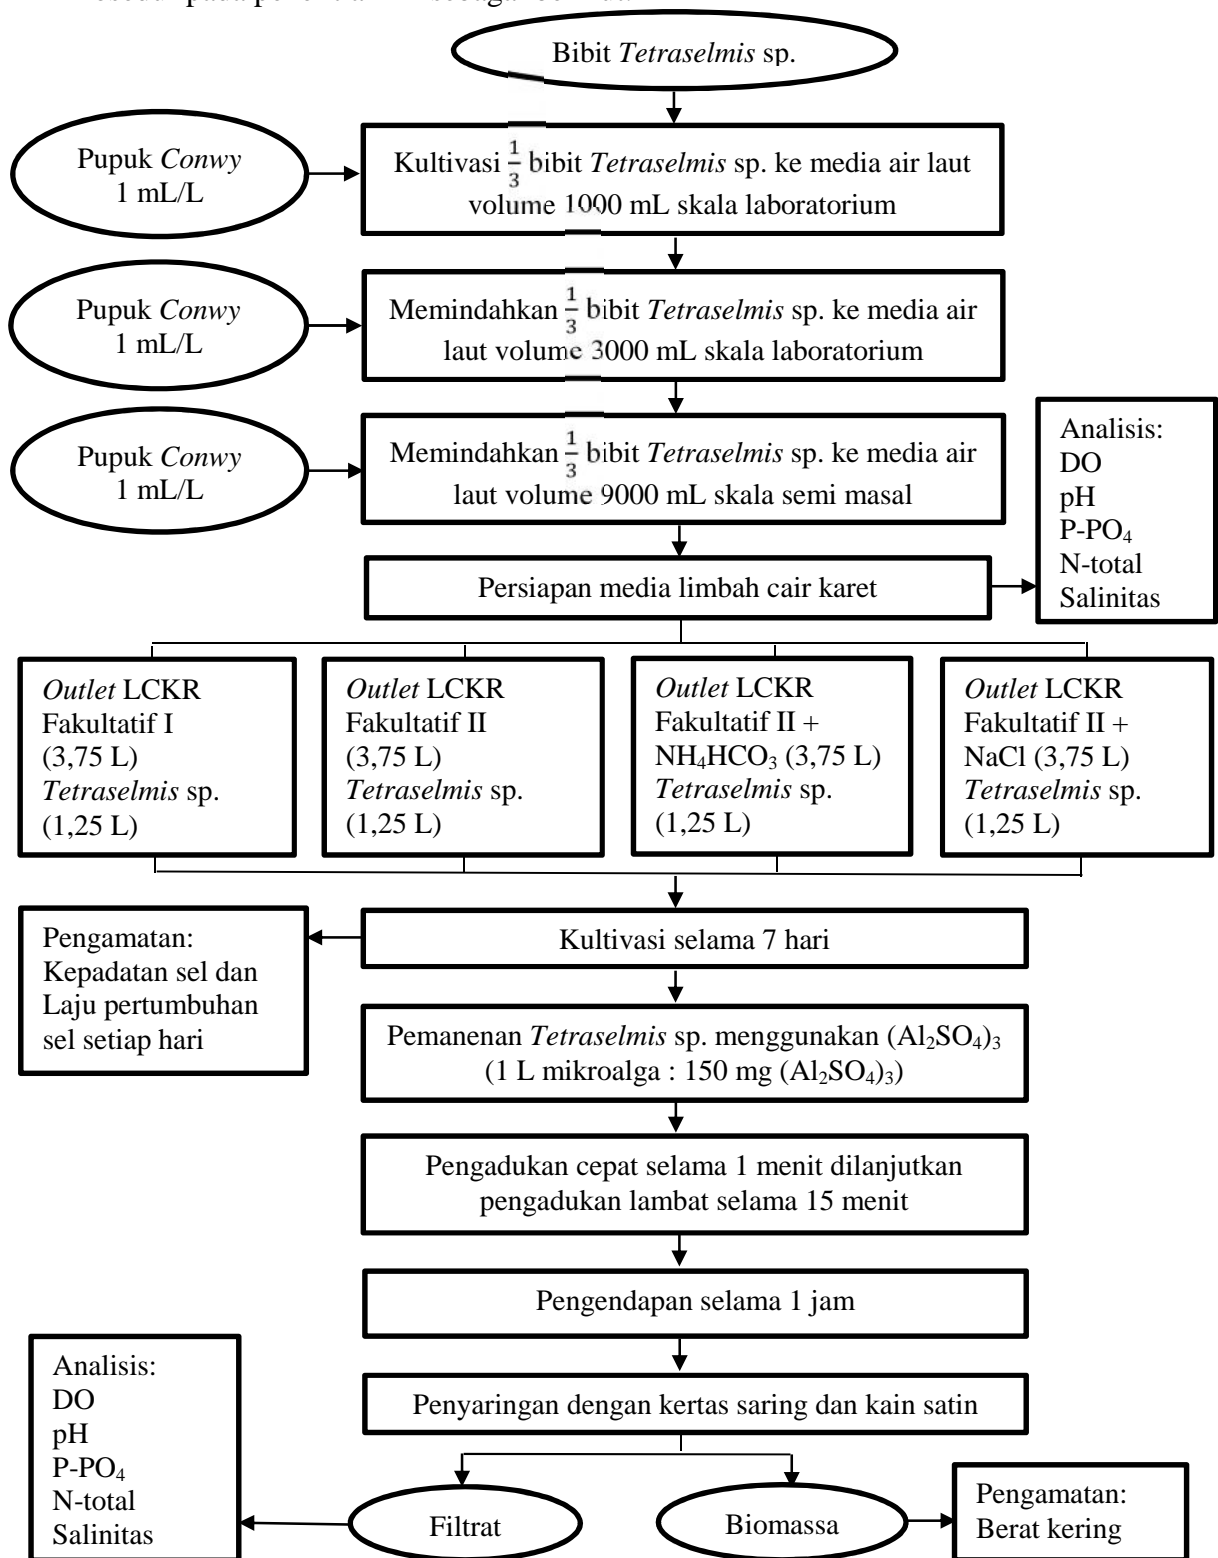 Bibit Tetraselmis sp.
Pupuk Conwy
1 mL/L
Kultivasi 1/3 bibit Tetraselmis sp. ke media air laut
volume 1000 mL skala laboratorium
Pupuk Conwy
1 mL/L
Memindahkan 1/3 bibit Tetraselmis sp. ke media air
laut volume 3000 mL skala laboratorium
Pupuk Conwy
1 mL/L
Memindahkan 1/3 bibit Tetraselmis sp. ke media air
laut volume 9000 mL skala semi masal
Analisis:
DO
pH
P-PO₄
N-total
Salinitas
Persiapan media limbah cair karet
Outlet LCKR
Fakultatif I
(3,75 L)
Tetraselmis sp.
(1,25 L)
Outlet LCKR
Fakultatif II
(3,75 L)
Tetraselmis sp.
(1,25 L)
Outlet LCKR
Fakultatif II +
NH₄HCO₃ (3,75 L)
Tetraselmis sp.
(1,25 L)
Outlet LCKR
Fakultatif II +
NaCl (3,75 L)
Tetraselmis sp.
(1,25 L)
Kultivasi selama 7 hari
Pengamatan:
Kepadatan sel dan
Laju pertumbuhan
sel setiap hari
Pemanenan Tetraselmis sp. menggunakan (Al₂SO₄)₃
(1 L mikroalga : 150 mg (Al₂SO₄)₃)
Pengadukan cepat selama 1 menit dilanjutkan
pengadukan lambat selama 15 menit
Pengendapan selama 1 jam
Penyaringan dengan kertas saring dan kain satin
Analisis:
DO
pH
P-PO₄
N-total
Salinitas
Filtrat
Biomassa
Pengamatan:
Berat kering